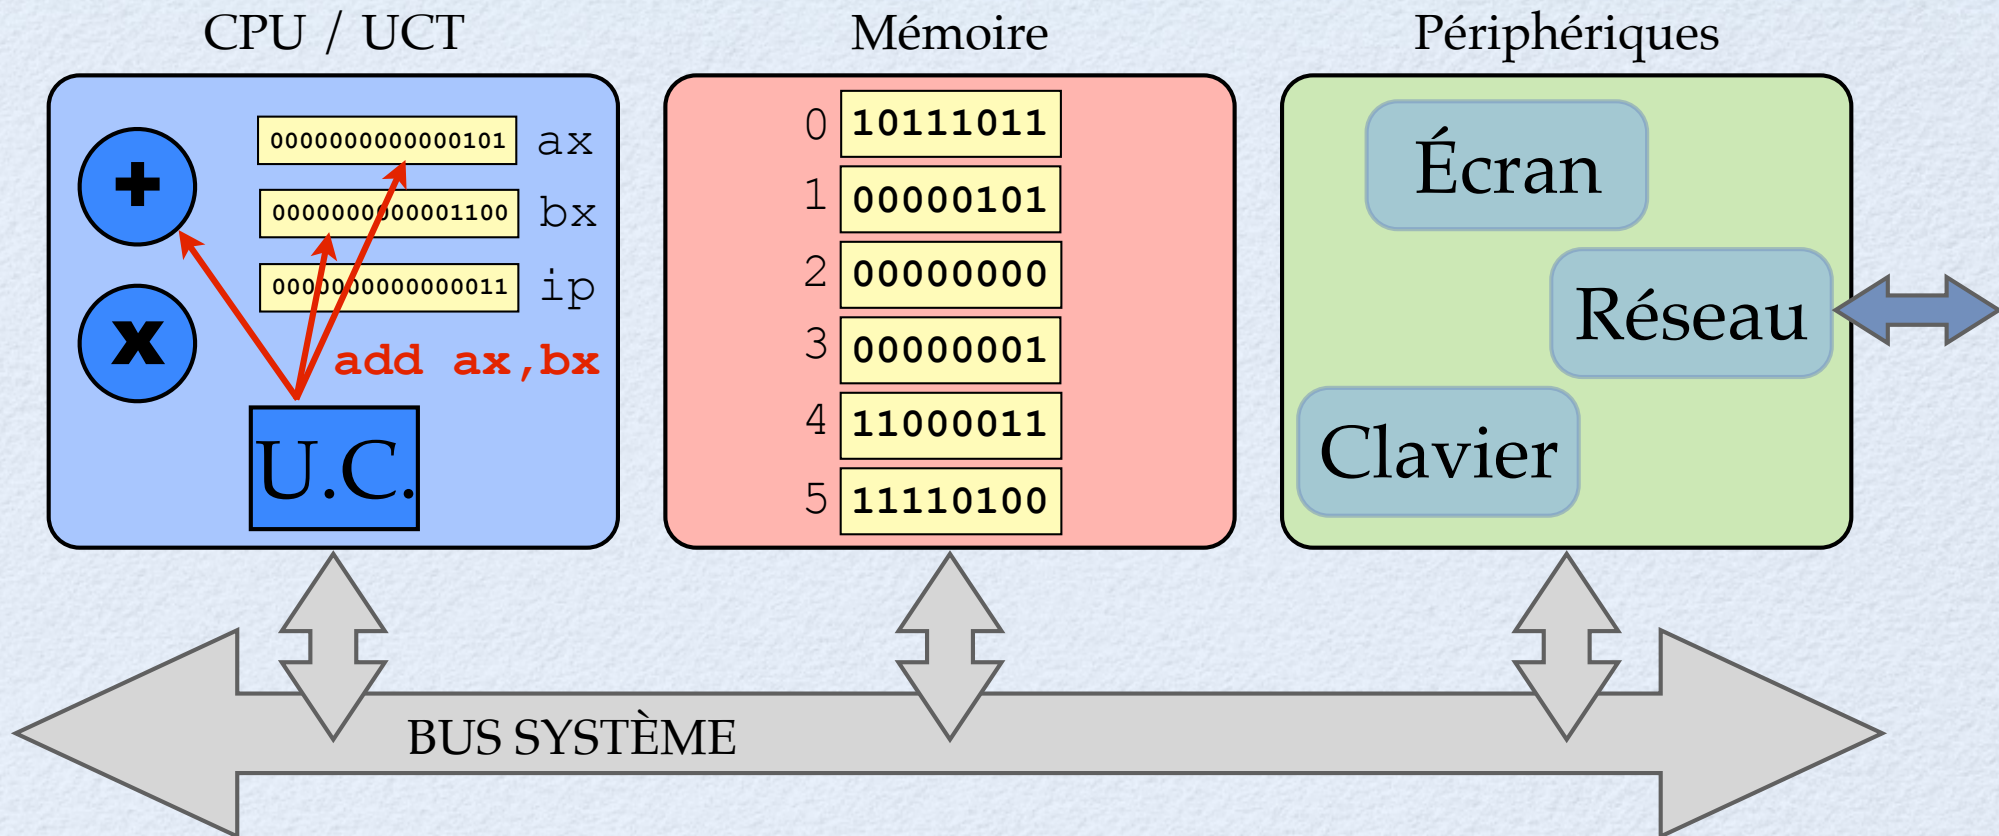 CPU / UCT
Mémoire
Périphériques
+
x
0000000000000101 ax
0000000000001100 bx
0000000000000011 ip
add ax,bx
U.C.
0 10111011
1 00000101
2 00000000
3 00000001
4 11000011
5 11110100
Écran
Réseau
Clavier
BUS SYSTÈME